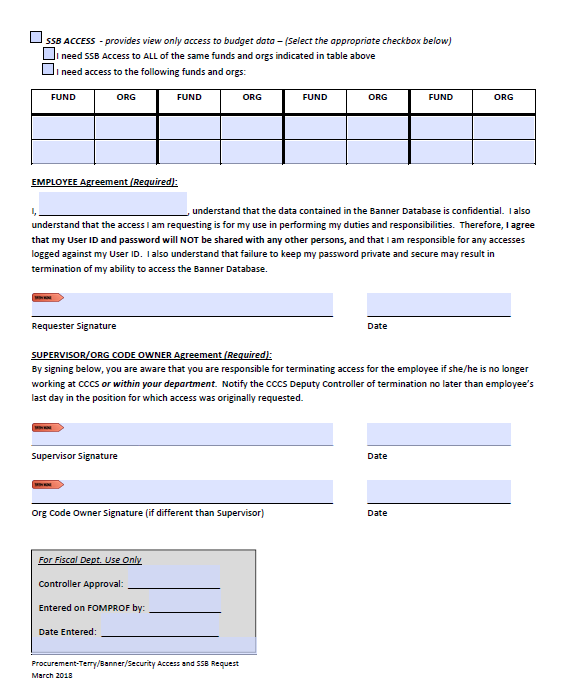 SSB ACCESS - provides view only access to budget data – (Select the appropriate checkbox below)
I need SSB Access to ALL of the same funds and orgs indicated in table above
I need access to the following funds and orgs:
FUND ORG FUND ORG FUND ORG FUND ORG
EMPLOYEE Agreement (Required):
I, , understand that the data contained in the Banner Database is confidential. I also
understand that the access I am requesting is for my use in performing my duties and responsibilities. Therefore, I agree
that my User ID and password will NOT be shared with any other persons, and that I am responsible for any accesses
logged against my User ID. I also understand that failure to keep my password private and secure may result in
termination of my ability to access the Banner Database.
Requester Signature Date
SUPERVISOR/ORG CODE OWNER Agreement (Required):
By signing below, you are aware that you are responsible for terminating access for the employee if she/he is no longer
working at CCCS or within your department. Notify the CCCS Deputy Controller of termination no later than employee's
last day in the position for which access was originally requested.
Supervisor Signature Date
Org Code Owner Signature (if different than Supervisor) Date
For Fiscal Dept. Use Only
Controller Approval:
Entered on FOMPROF by:
Date Entered:
Procurement-Terry/Banner/Security Access and SSB Request
March 2018